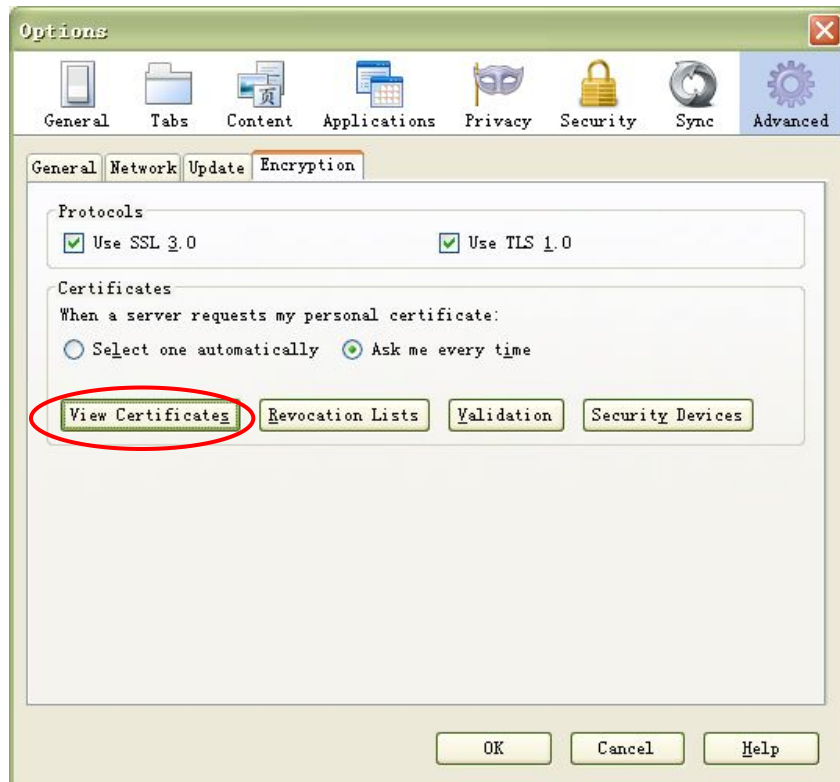 Options
General Tabs Content Applications Privacy Security Sync Advanced
页
General Network Update Encryption
Protocols
Use SSL 3.0 Use TLS 1.0
Certificates
When a server requests my personal certificate:
Select one automatically Ask me every time
View Certificates Revocation Lists Validation Security Devices
OK Cancel Help